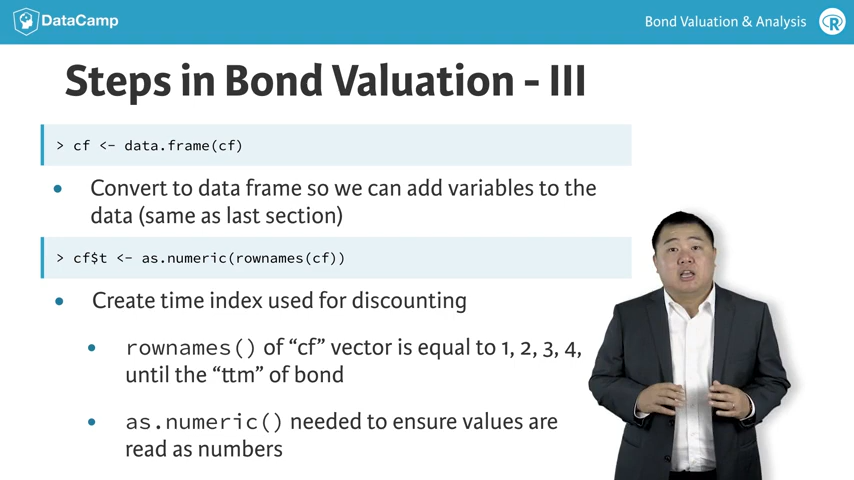 DataCamp
Bond Valuation & Analysis
R
Steps in Bond Valuation - III
> cf <- data.frame(cf)
• Convert to data frame so we can add variables to the
data (same as last section)
> cf$t <- as.numeric(rownames(cf))
• Create time index used for discounting
• rownames() of “cf” vector is equal to 1, 2, 3, 4,
until the “ttm” of bond
• as.numeric() needed to ensure values are
read as numbers